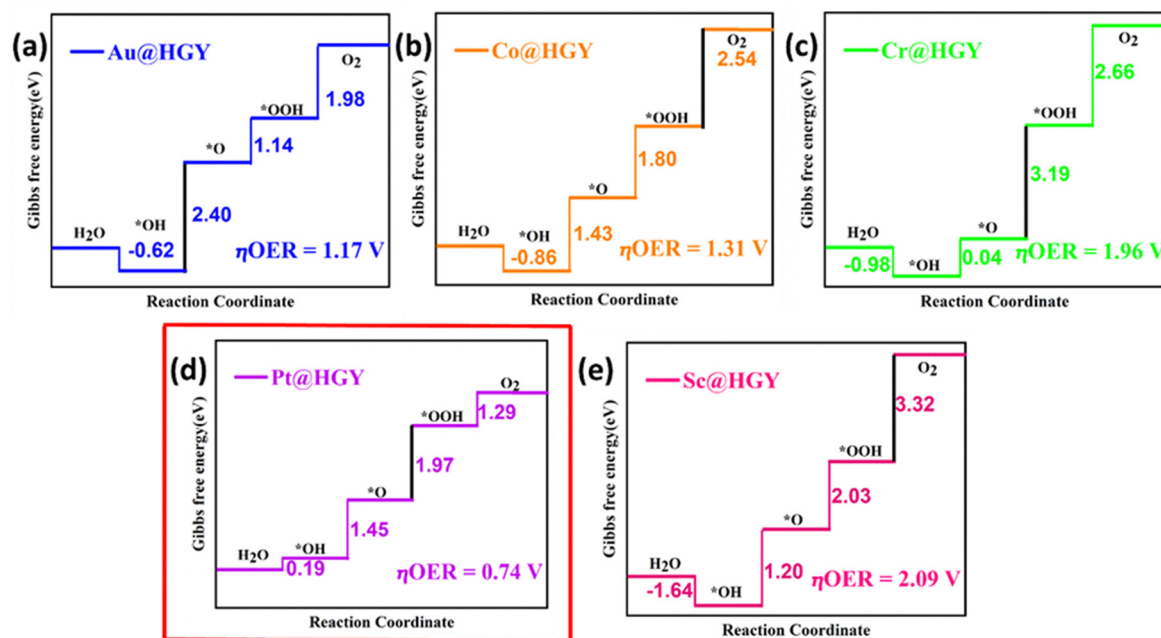 (a)
Au@HGY
Gibbs free energy(eV)
H2O
*OH
-0.62
2.40
*O
1.14
*OOH
1.98
O2
ηOER = 1.17 V
Reaction Coordinate
(b)
Co@HGY
Gibbs free energy(eV)
H2O
*OH
-0.86
1.43
*O
1.80
*OOH
O2
2.54
ηOER = 1.31 V
Reaction Coordinate
(c)
Cr@HGY
Gibbs free energy(eV)
H2O
-0.98
*OH
*O
0.04
3.19
*OOH
2.66
O2
ηOER = 1.96 V
Reaction Coordinate
(d)
Pt@HGY
Gibbs free energy(eV)
H2O
*OH
0.19
1.45
*O
1.97
*OOH
1.29
O2
ηOER = 0.74 V
Reaction Coordinate
(e)
Sc@HGY
Gibbs free energy(eV)
H2O
-1.64
*OH
1.20
*O
2.03
*OOH
3.32
O2
ηOER = 2.09 V
Reaction Coordinate